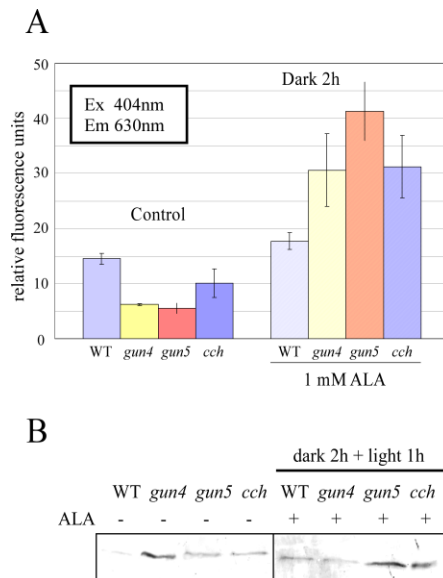 A
relative fluorescence units
50
40
30
20
10
0
Ex 404nm
Em 630nm
Control
Dark 2h
WT gun4 gun5 cch
WT gun4 gun5 cch
1 mM ALA
B
dark 2h + light 1h
WT gun4 gun5 cch WT gun4 gun5 cch
ALA - - - - + + + +